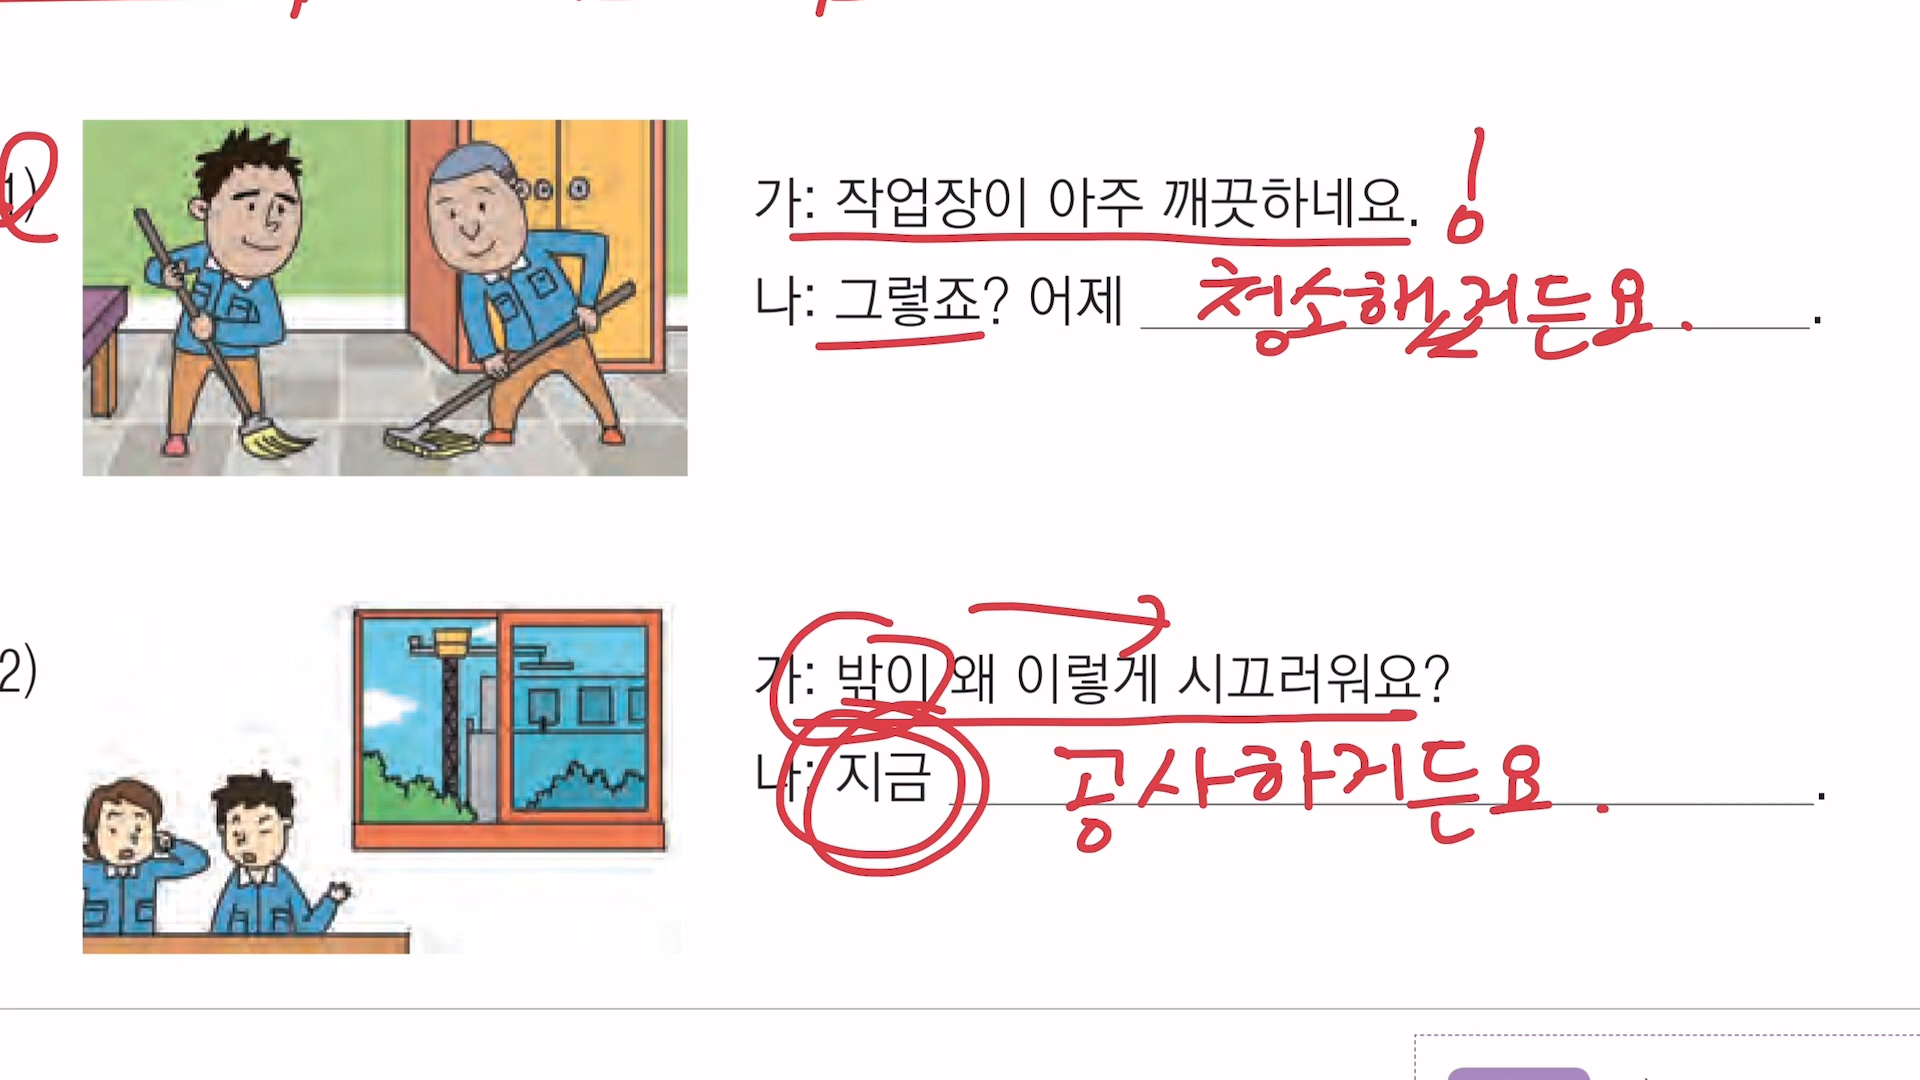 1)
가: 작업장이 아주 깨끗하네요. !
나: 그렇죠? 어제 청소했거든요. .
2)
가: 밖이 왜 이렇게 시끄러워요?
나: 지금 공사하거든요. .